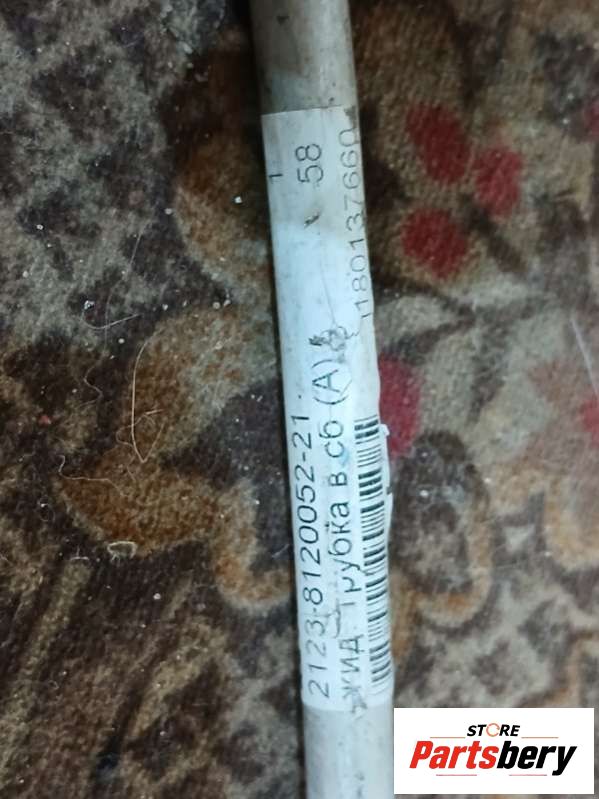 2123-8120052-21
жид. Трубка в сб (А)
1 58
1180137660
STORE
Partsbery